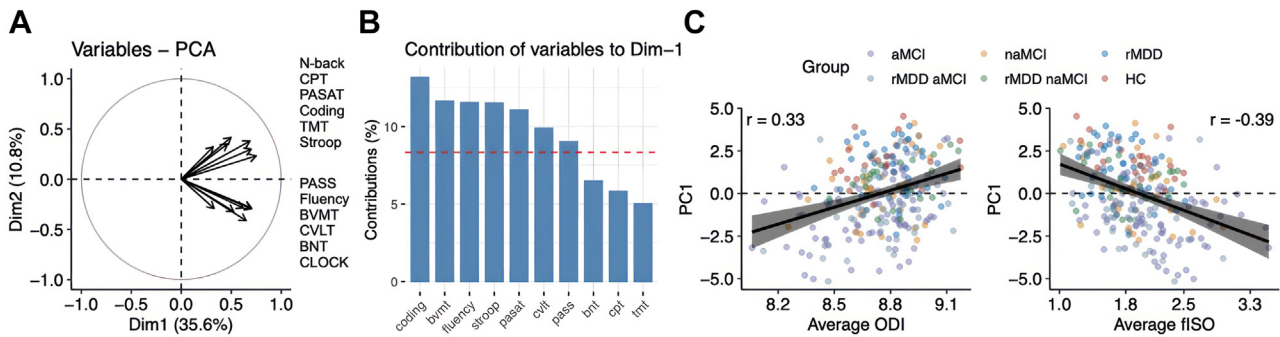 A
Variables – PCA
1.0
0.5
0.0
−0.5
−1.0
Dim2 (10.8%)
−1.0
−0.5
0.0
0.5
1.0
Dim1 (35.6%)
N-back
CPT
PASAT
Coding
TMT
Stroop
PASS
Fluency
BVMT
CVLT
BNT
CLOCK
B
Contribution of variables to Dim−1
Contributions (%)
10
5
0
coding
bvmt
fluency
stroop
pasat
cvlt
pass
bnt
cpt
tmt
C
Group
aMCI
naMCI
rMDD
rMDD aMCI
rMDD naMCI
HC
r = 0.33
PC1
5.0
2.5
0.0
−2.5
−5.0
8.2
8.5
8.8
9.1
Average ODI
r = -0.39
PC1
5.0
2.5
0.0
−2.5
−5.0
1.0
1.8
2.5
3.3
Average fISO